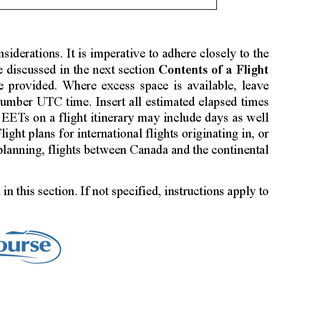 nsiderations. It is imperative to adhere closely to the
e discussed in the next section Contents of a Flight
e provided. Where excess space is available, leave
umber UTC time. Insert all estimated elapsed times
EETs on a flight itinerary may include days as well
light plans for international flights originating in, or
planning, flights between Canada and the continental
in this section. If not specified, instructions apply to
ourse